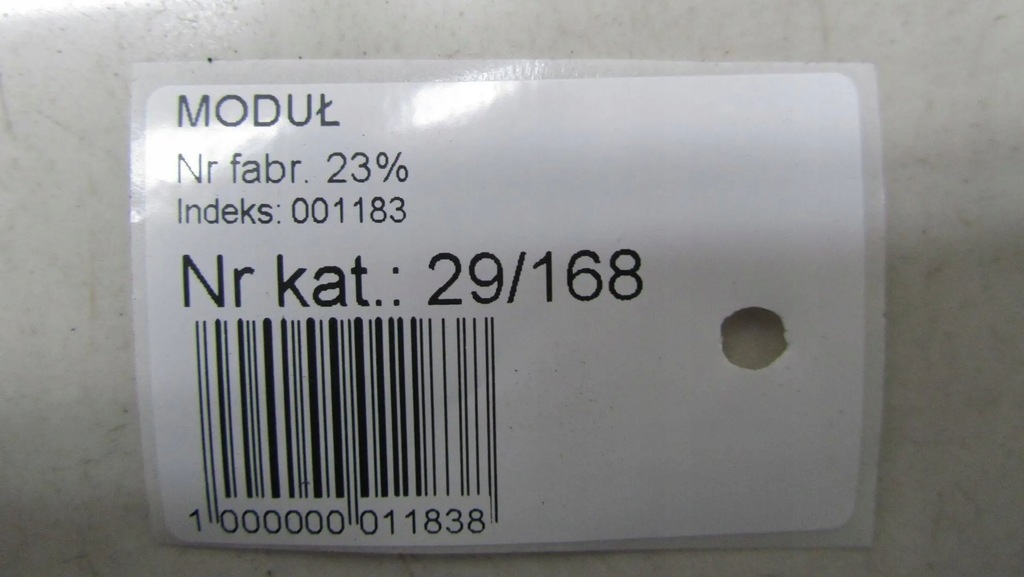 MODUŁ
Nr fabr. 23%
Indeks: 001183
Nr kat.: 29/168
1 000000 011838